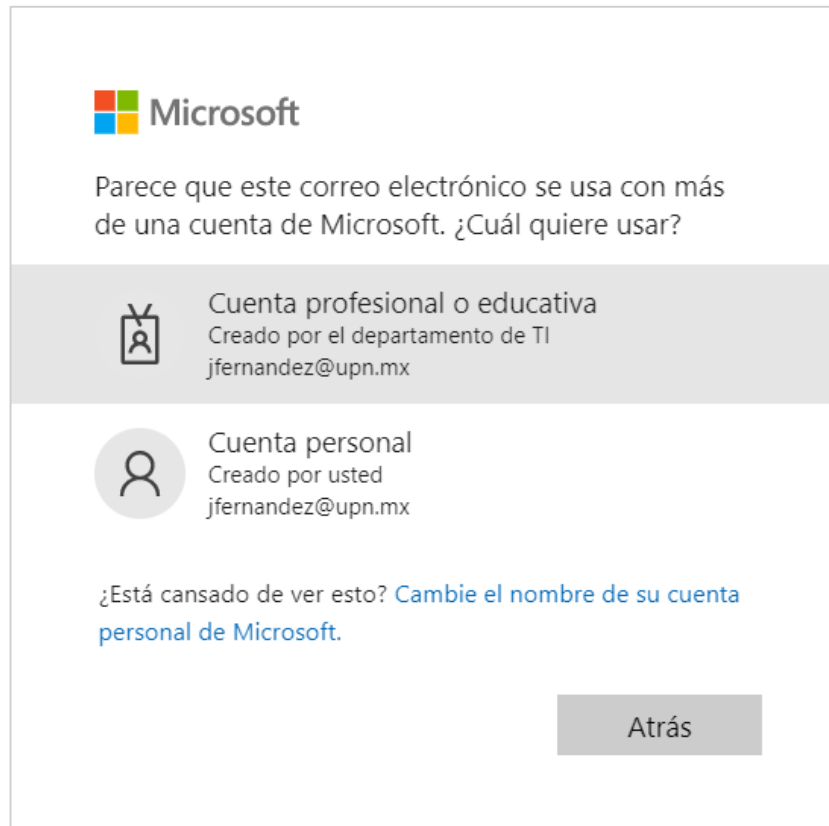 Microsoft
Parece que este correo electrónico se usa con más
de una cuenta de Microsoft. ¿Cuál quiere usar?
Cuenta profesional o educativa
Creado por el departamento de TI
jfernandez@upn.mx
Cuenta personal
Creado por usted
jfernandez@upn.mx
¿Está cansado de ver esto? Cambie el nombre de su cuenta
personal de Microsoft.
Atrás